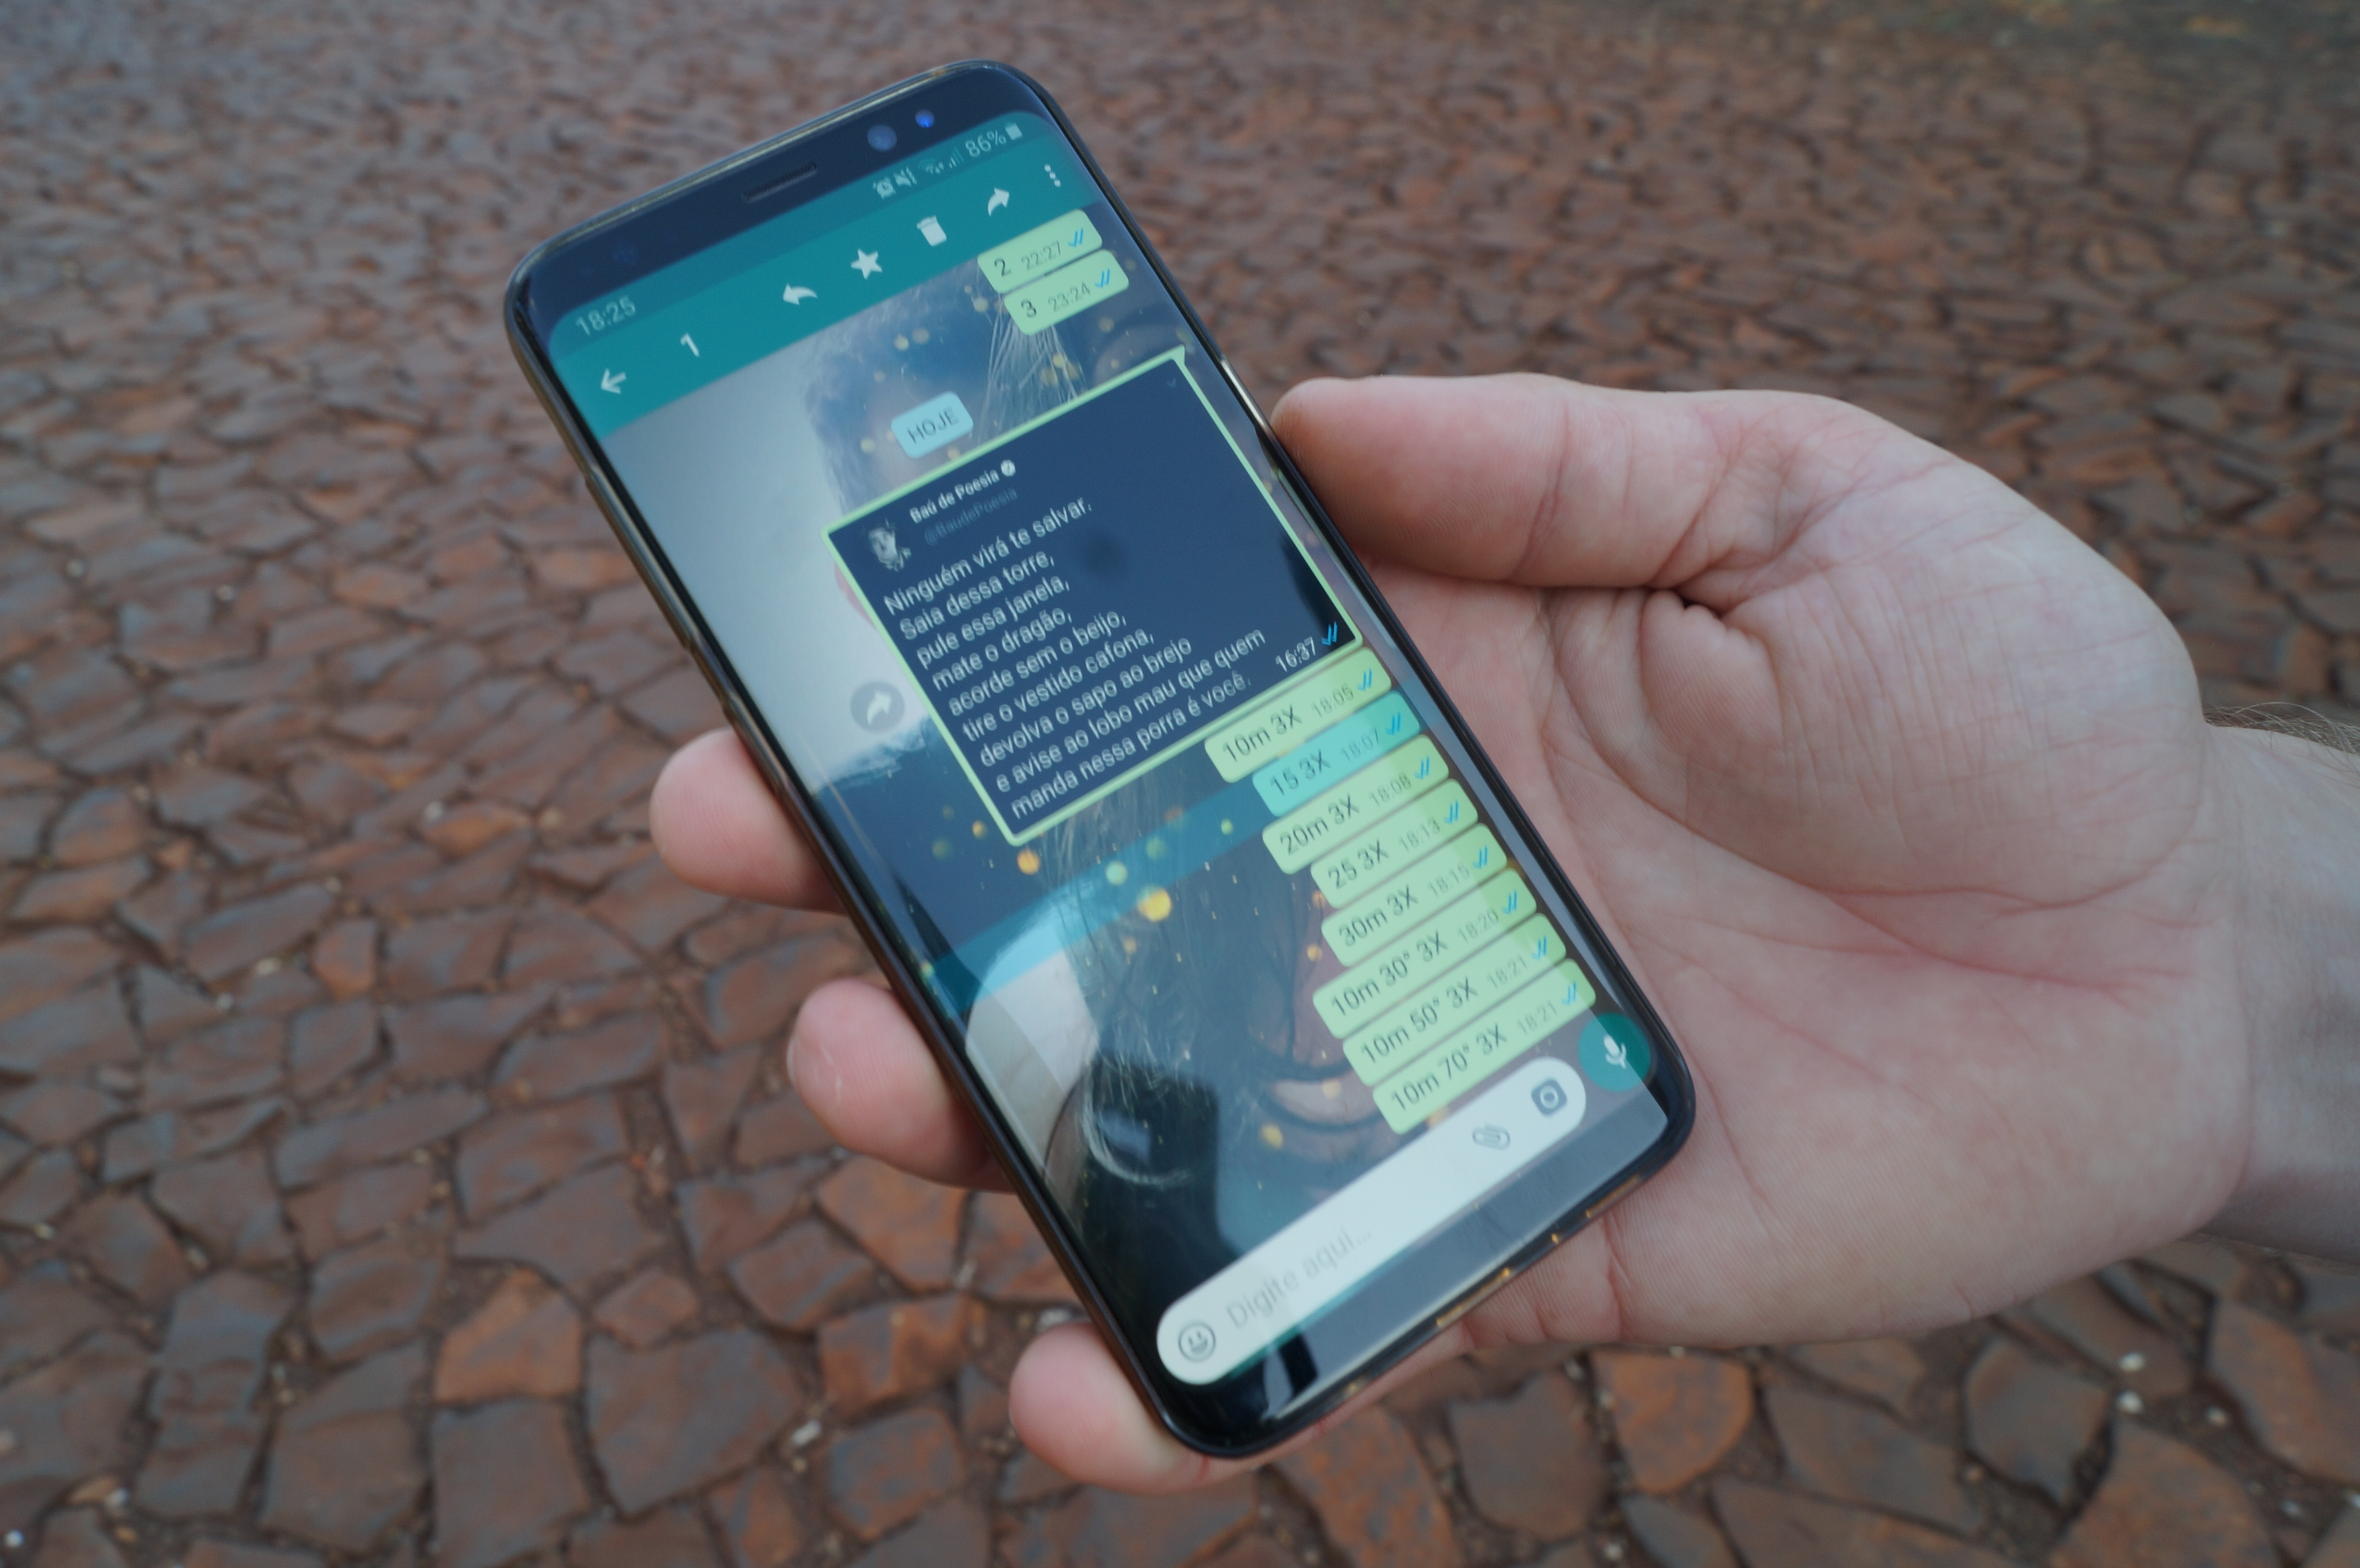 18:25
86%
1
2 22:27
3 23:24
HOJE
Baú de Poesia
@BaudePoesia
Ninguém virá te salvar.
Saia dessa torre,
pule essa janela,
mate o dragão,
acorde sem o beijo,
tire o vestido cafona,
devolva o sapo ao brejo
e avise ao lobo mau que quem
manda nessa porra é você.
16:37
10m 3X 18:05
15 3X 18:07
20m 3X 18:08
25 3X 18:13
30m 3X 18:15
10m 30° 3X 18:20
10m 50° 3X 18:21
10m 70° 3X 18:21
Digite aqui...